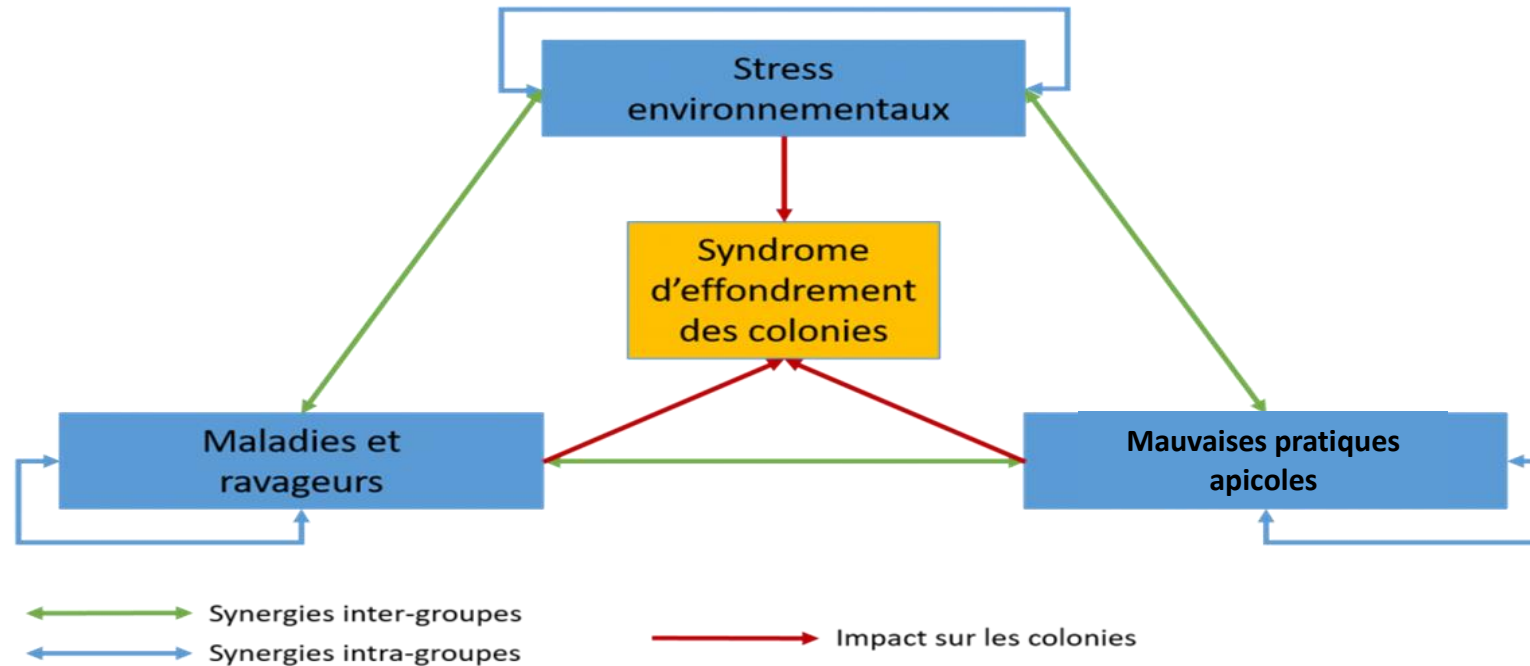 Stress
environnementaux
Syndrome
d’effondrement
des colonies
Maladies et
ravageurs
Mauvaises pratiques
apicoles
Synergies inter-groupes
Synergies intra-groupes
Impact sur les colonies